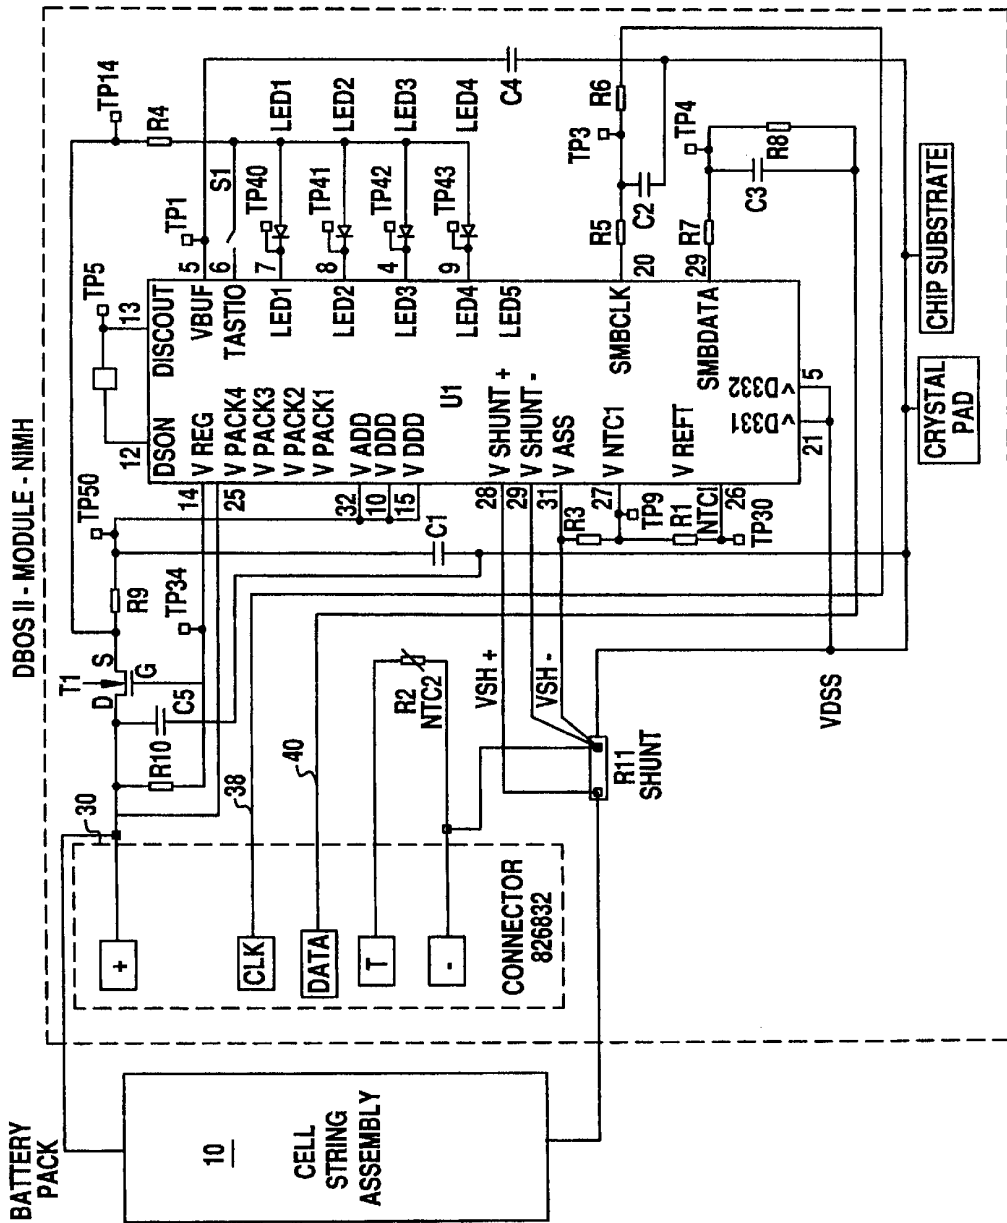 DBOS II - MODULE - NIMH
BATTERY
PACK
10
CELL
STRING
ASSEMBLY
30
+
CLK
DATA
T
-
CONNECTOR
826832
38
40
R10
C5
T1
D
S
G
R9
TP50
TP34
R2
NTC2
VSH +
VSH -
R11
SHUNT
VDSS
C1
R3
R1
NTCI
TP9
TP30
TP5
12
13
DSON
DISCOUT
14
V REG
25
V PACK4
V PACK3
V PACK2
V PACK1
32
V ADD
10
V DDD
15
V DDD
28
V SHUNT +
29
V SHUNT -
31
V ASS
27
V NTC1
26
V REFT
U1
VBUF
5
TASTIO
6
LED1
7
LED2
8
LED3
4
LED4
9
LED5
SMBCLK
20
SMBDATA
29
V D331
21
V D332
5
TP1
TP14
R4
S1
TP40
LED1
TP41
LED2
TP42
LED3
TP43
LED4
C4
R5
TP3
R6
C2
R7
TP4
C3
R8
CRYSTAL
PAD
CHIP SUBSTRATE